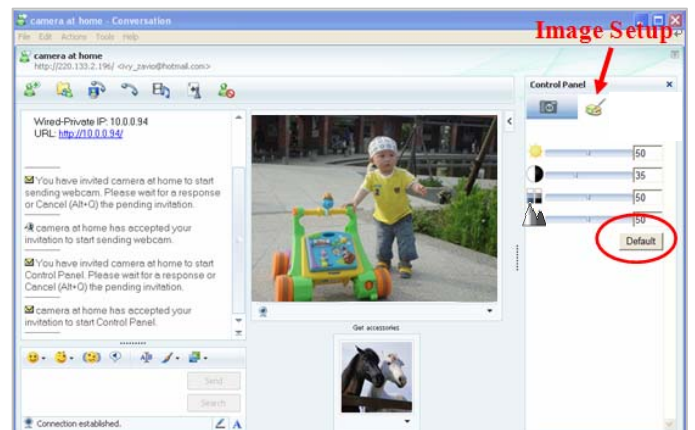 camera at home - Conversation
File Edit Actions Tools Help
Image Setup
camera at home
http://220.133.2.196/ <ivy_zavio@hotmail.com>
Control Panel
Wired-Private IP: 10.0.0.94
URL: http://10.0.0.94/
You have invited camera at home to start
sending webcam. Please wait for a response
or Cancel (Alt+Q) the pending invitation.
camera at home has accepted your
invitation to start sending webcam.
You have invited camera at home to start
Control Panel. Please wait for a response or
Cancel (Alt+Q) the pending invitation.
camera at home has accepted your
invitation to start Control Panel.
50
35
50
50
Default
Get accessories
Send
Search
Connection established.
A